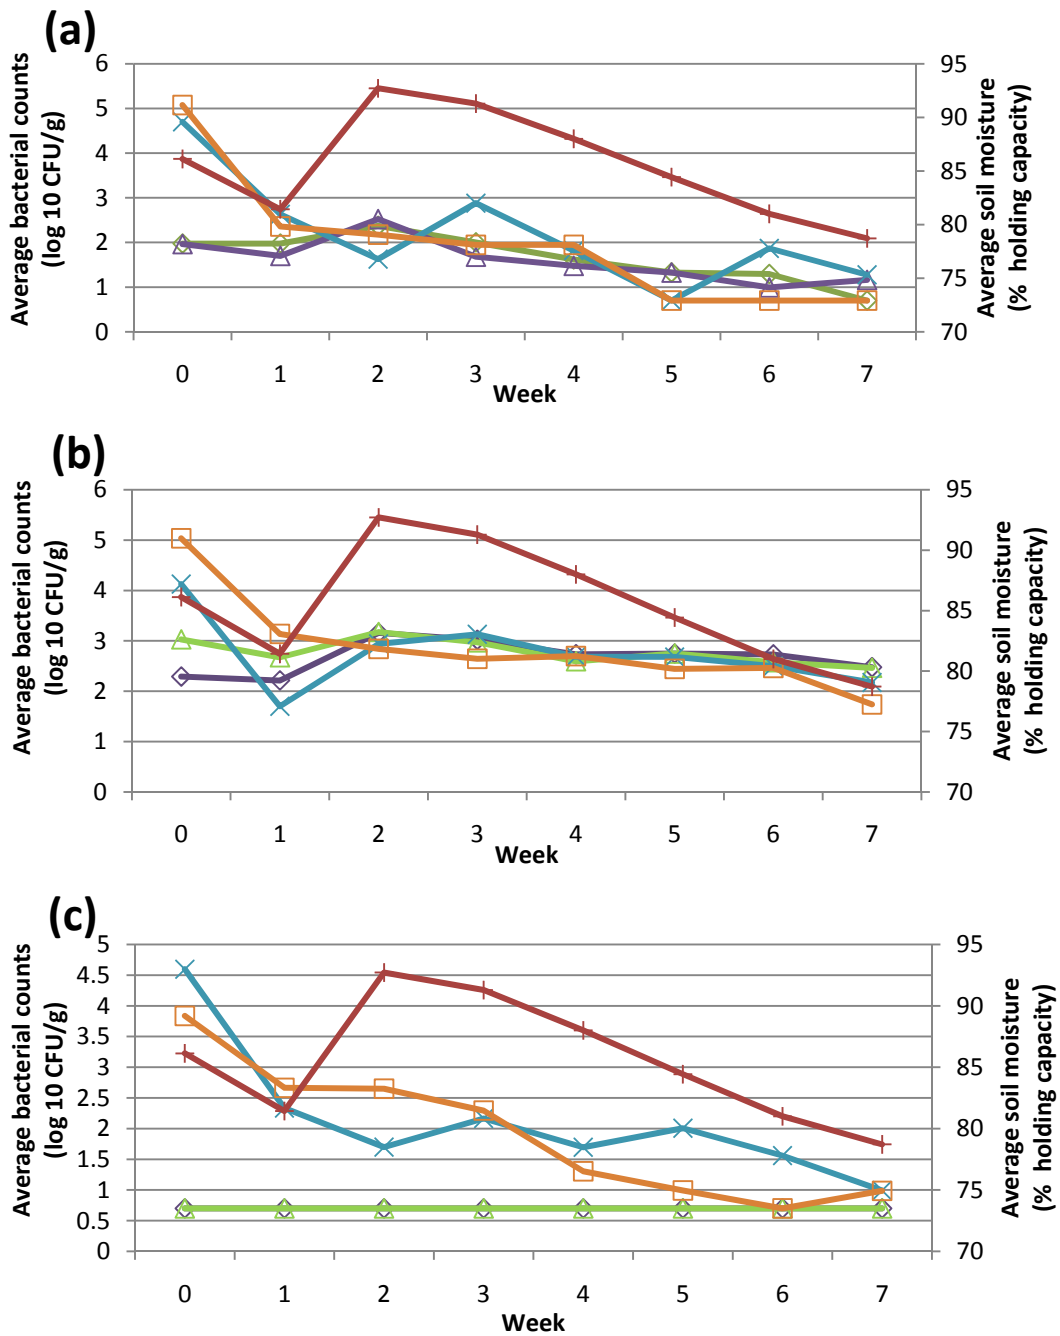 (a)
Average bacterial counts
(log 10 CFU/g)
6
5
4
3
2
1
0
95
90
85
80
75
70
Average soil moisture
(% holding capacity)
0 1 2 3 4 5 6 7
Week
(b)
Average bacterial counts
(log 10 CFU/g)
6
5
4
3
2
1
0
95
90
85
80
75
70
Average soil moisture
(% holding capacity)
0 1 2 3 4 5 6 7
Week
(c)
Average bacterial counts
(log 10 CFU/g)
5
4.5
4
3.5
3
2.5
2
1.5
1
0.5
0
95
90
85
80
75
70
Average soil moisture
(% holding capacity)
0 1 2 3 4 5 6 7
Week